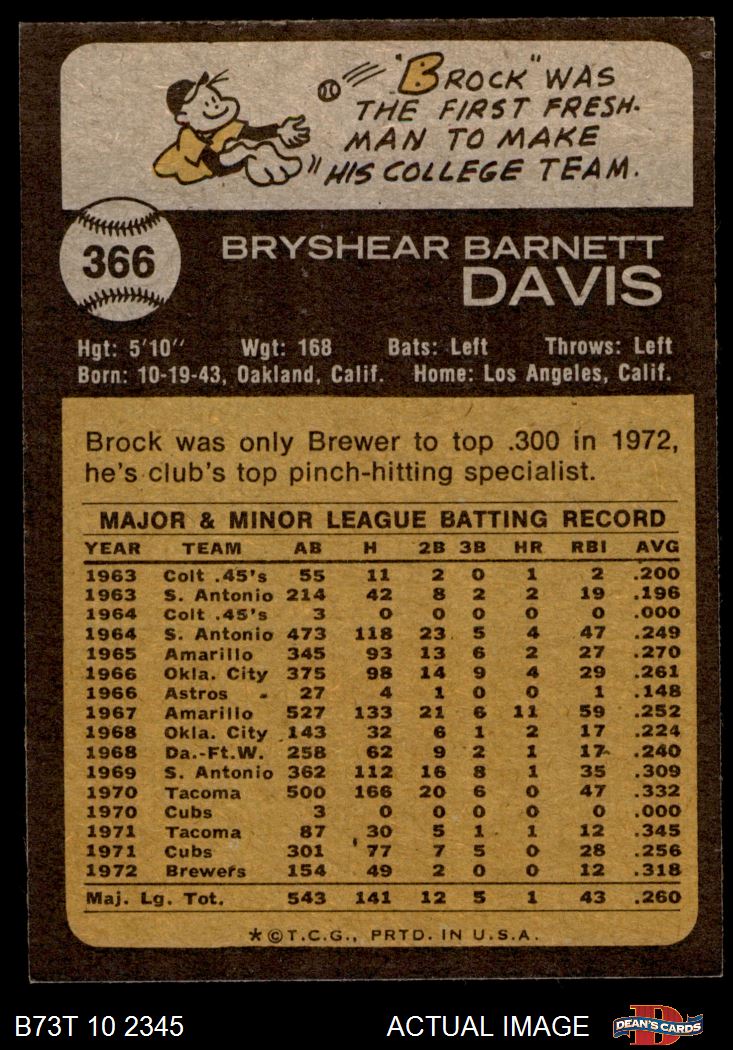 "BROCK" WAS
THE FIRST FRESH-
MAN TO MAKE
HIS COLLEGE TEAM.
366
BRYSHEAR BARNETT
DAVIS
Hgt: 5'10" Wgt: 168 Bats: Left Throws: Left
Born: 10-19-43, Oakland, Calif. Home: Los Angeles, Calif.
Brock was only Brewer to top .300 in 1972,
he's club's top pinch-hitting specialist.
MAJOR & MINOR LEAGUE BATTING RECORD
YEAR TEAM AB H 2B 3B HR RBI AVG
1963 Colt .45's 55 11 2 0 1 2 .200
1963 S. Antonio 214 42 8 2 2 19 .196
1964 Colt .45's 3 0 0 0 0 0 .000
1964 S. Antonio 473 118 23 5 4 47 .249
1965 Amarillo 345 93 13 6 2 27 .270
1966 Okla. City 375 98 14 9 4 29 .261
1966 Astros 27 4 1 0 0 1 .148
1967 Amarillo 527 133 21 6 11 59 .252
1968 Okla. City 143 32 6 1 2 17 .224
1968 Da.-Ft.W. 258 62 9 2 1 17 .240
1969 S. Antonio 362 112 16 8 1 35 .309
1970 Tacoma 500 166 20 6 0 47 .332
1970 Cubs 3 0 0 0 0 0 .000
1971 Tacoma 87 30 5 1 1 12 .345
1971 Cubs 301 77 7 5 0 28 .256
1972 Brewers 154 49 2 0 0 12 .318
Maj. Lg. Tot. 543 141 12 5 1 43 .260
*©T.C.G., PRTD. IN U.S.A.
B73T 10 2345 ACTUAL IMAGE DEAN'S CARDS